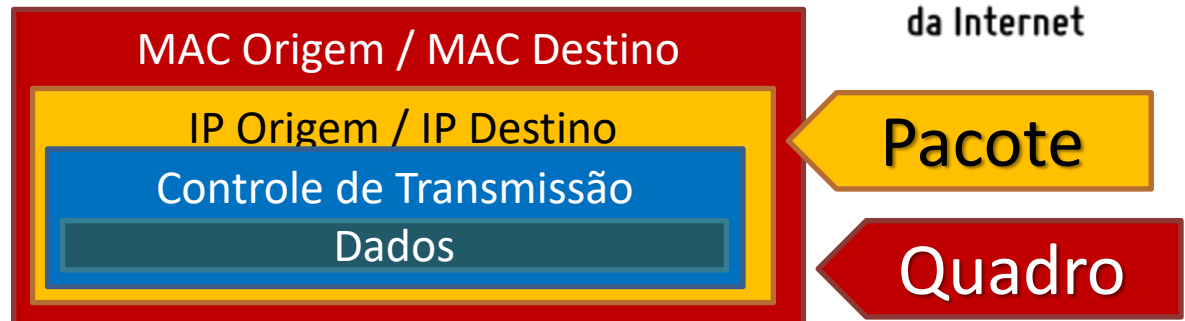 da Internet
MAC Origem / MAC Destino
IP Origem / IP Destino
Pacote
Controle de Transmissão
Dados
Quadro